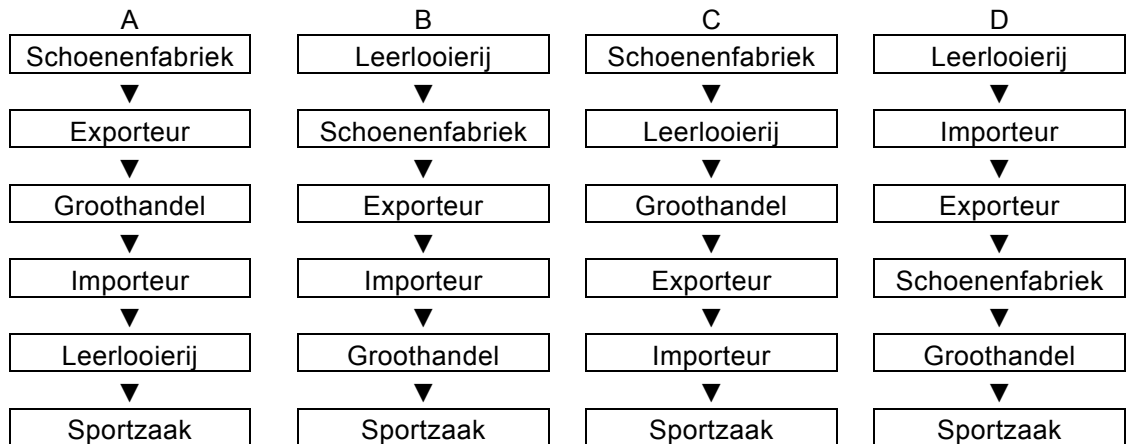 A B C D
Schoenenfabriek Leerlooierij Schoenenfabriek Leerlooierij
▼ ▼ ▼ ▼
Exporteur Schoenenfabriek Leerlooierij Importeur
▼ ▼ ▼ ▼
Groothandel Exporteur Groothandel Exporteur
▼ ▼ ▼ ▼
Importeur Importeur Exporteur Schoenenfabriek
▼ ▼ ▼ ▼
Leerlooierij Groothandel Importeur Groothandel
▼ ▼ ▼ ▼
Sportzaak Sportzaak Sportzaak Sportzaak